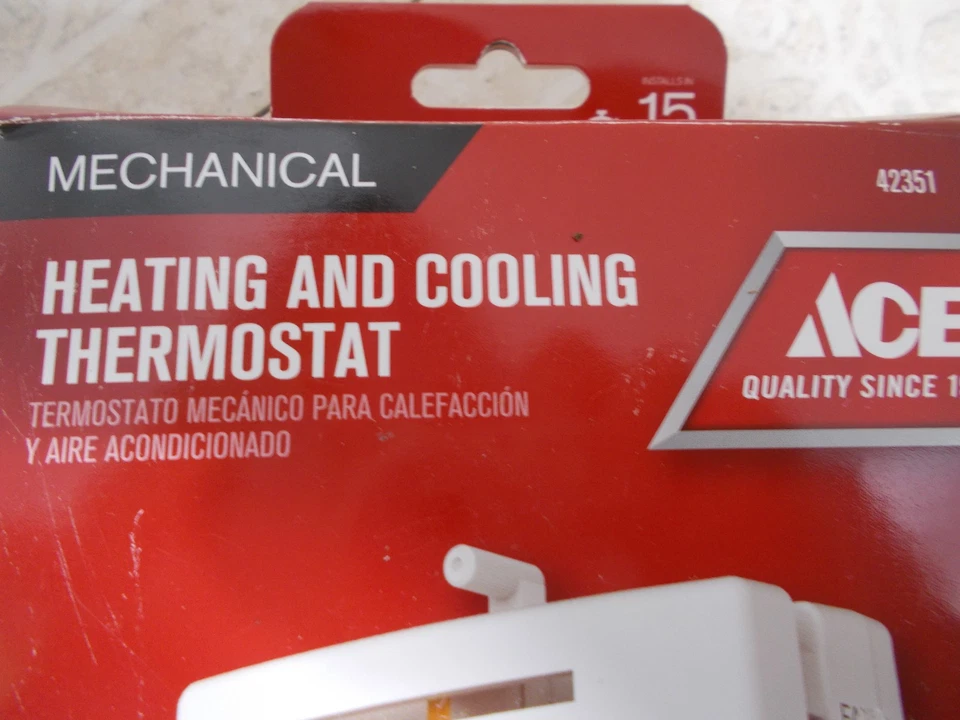 INSTALLS IN
15
MECHANICAL
42351
HEATING AND COOLING
THERMOSTAT
TERMOSTATO MECÁNICO PARA CALEFACCIÓN
Y AIRE ACONDICIONADO
ACE
QUALITY SINCE